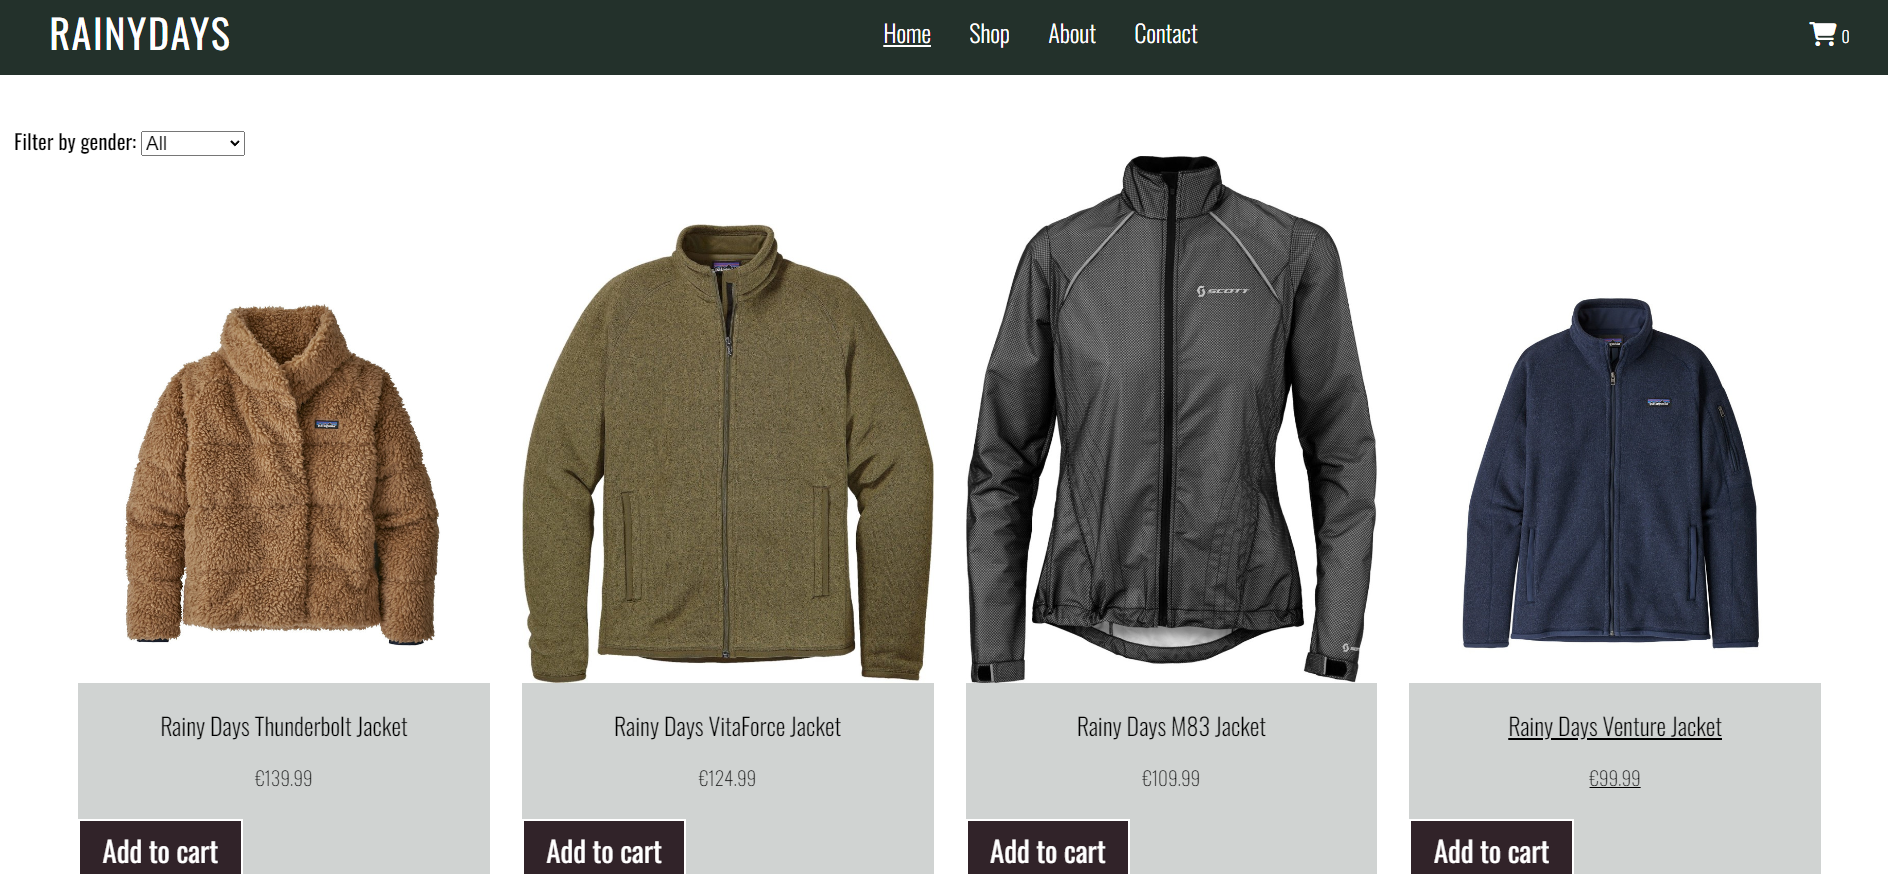 RAINYDAYS
Home Shop About Contact
0
Filter by gender: All
SCOTT
Rainy Days Thunderbolt Jacket
€139.99
Add to cart
Rainy Days VitaForce Jacket
€124.99
Add to cart
Rainy Days M83 Jacket
€109.99
Add to cart
Rainy Days Venture Jacket
€99.99
Add to cart